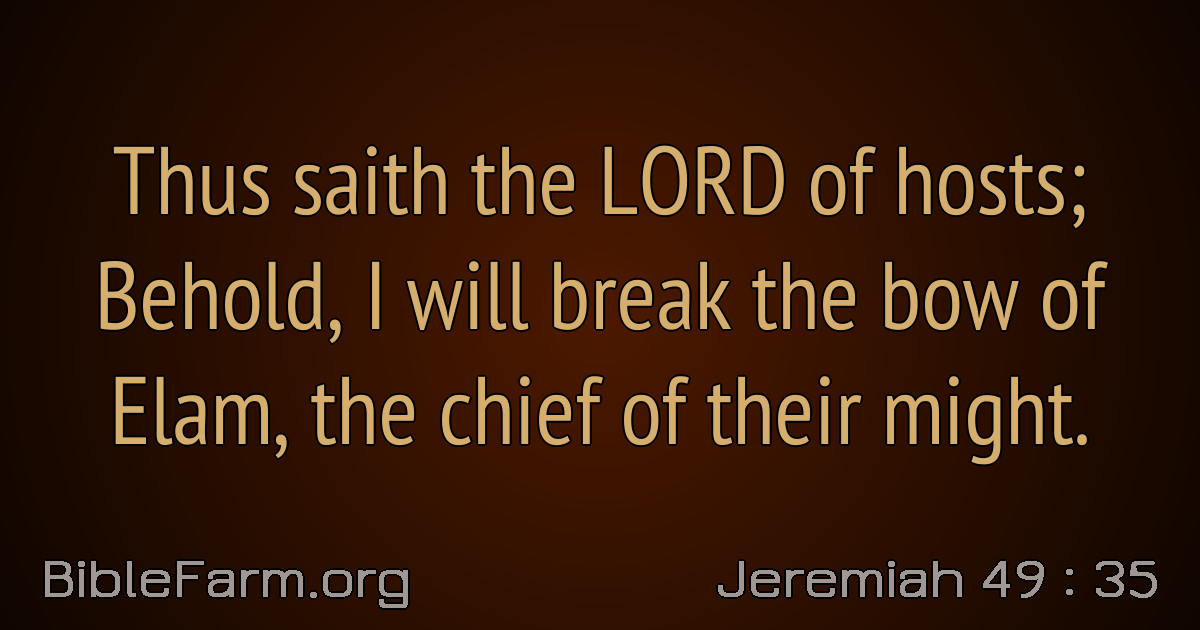 Thus saith the LORD of hosts;
Behold, I will break the bow of
Elam, the chief of their might.
BibleFarm.org
Jeremiah 49 : 35